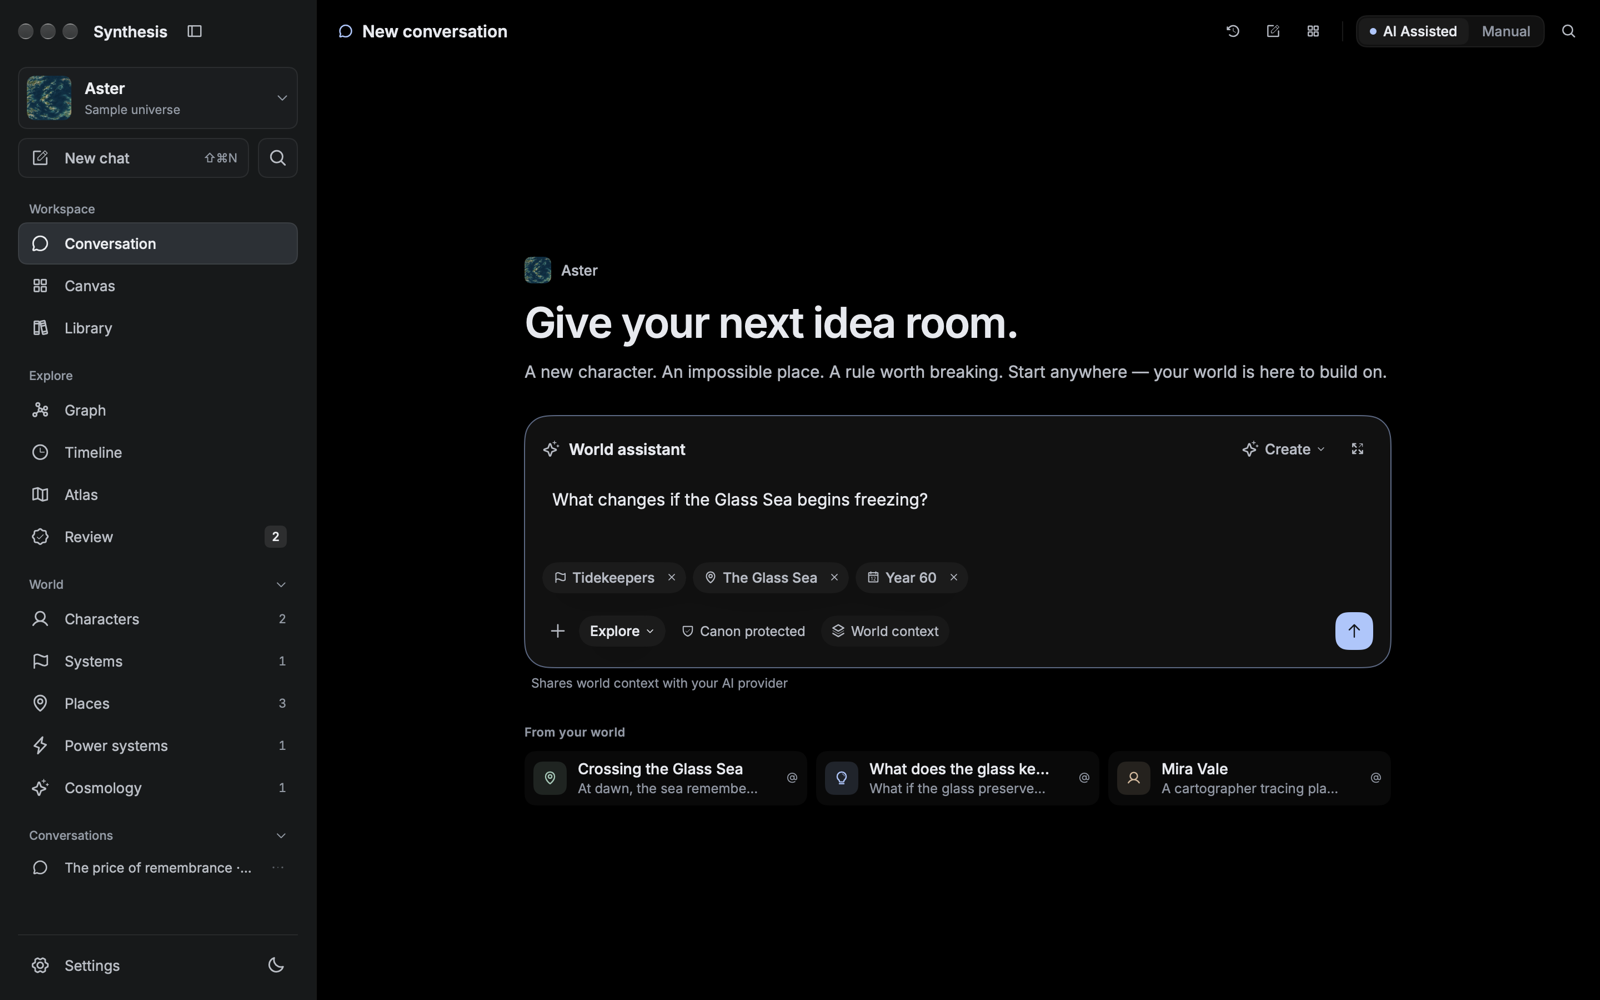 Synthesis
Aster
Sample universe
New chat
⇧⌘N
Workspace
Conversation
Canvas
Library
Explore
Graph
Timeline
Atlas
Review
2
World
Characters
2
Systems
1
Places
3
Power systems
1
Cosmology
1
Conversations
The price of remembrance ·...
Settings
New conversation
AI Assisted
Manual
Aster
Give your next idea room.
A new character. An impossible place. A rule worth breaking. Start anywhere — your world is here to build on.
World assistant
Create
What changes if the Glass Sea begins freezing?
Tidekeepers ×
The Glass Sea ×
Year 60 ×
Explore
Canon protected
World context
Shares world context with your AI provider
From your world
Crossing the Glass Sea
At dawn, the sea remembe...
@
What does the glass ke...
What if the glass preserve...
@
Mira Vale
A cartographer tracing pla...
@